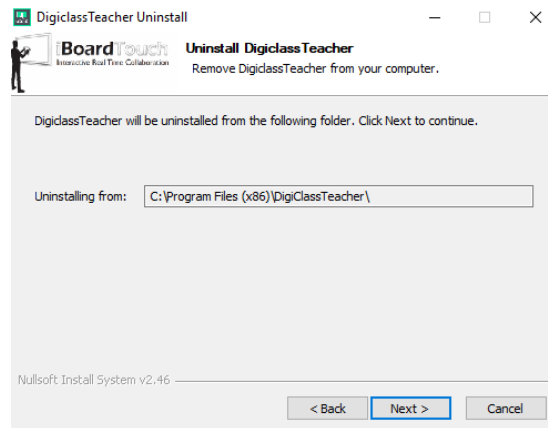 DigiclassTeacher Uninstall
iBoardTouch
Interactive Real Time Collaboration
Uninstall DigiclassTeacher
Remove DigiclassTeacher from your computer.
DigiclassTeacher will be uninstalled from the following folder. Click Next to continue.
Uninstalling from: C:\Program Files (x86)\DigiClassTeacher\
Nullsoft Install System v2.46
< Back Next > Cancel